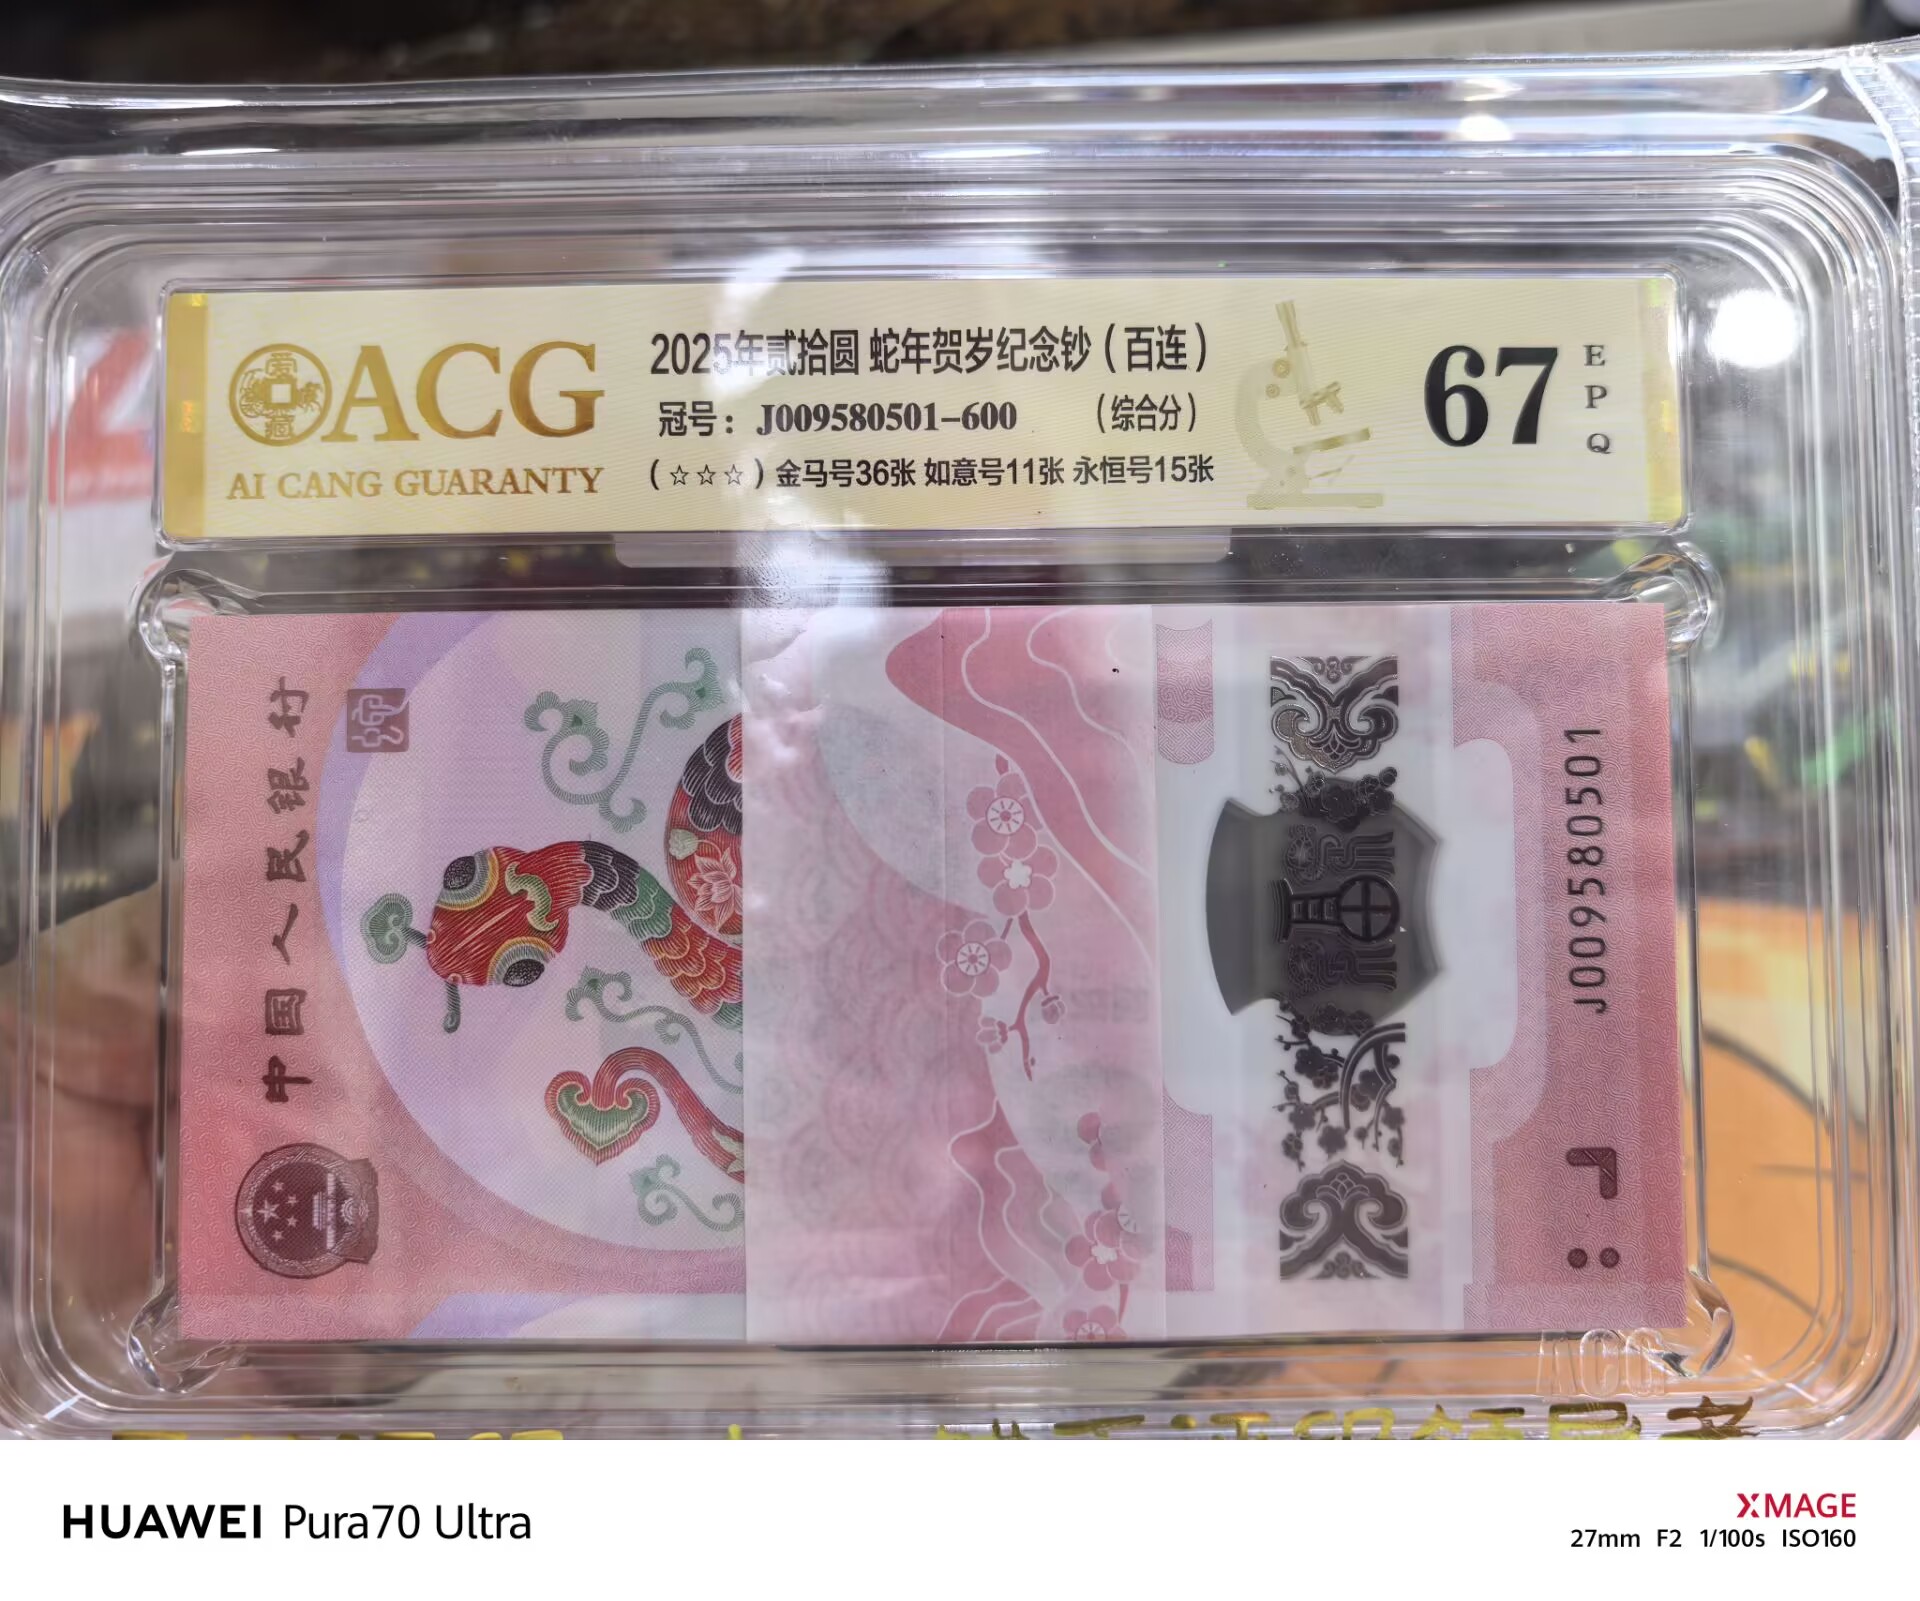 ACG
AI CANG GUARANTY
2025年贰拾圆 蛇年贺岁纪念钞（百连）
冠号：J009580501-600 （综合分）
（☆☆☆）金马号36张 如意号11张 永恒号15张
67
EPQ
中国人民银行
J009580501
ACG
HUAWEI Pura70 Ultra
XMAGE
27mm F2 1/100s ISO160